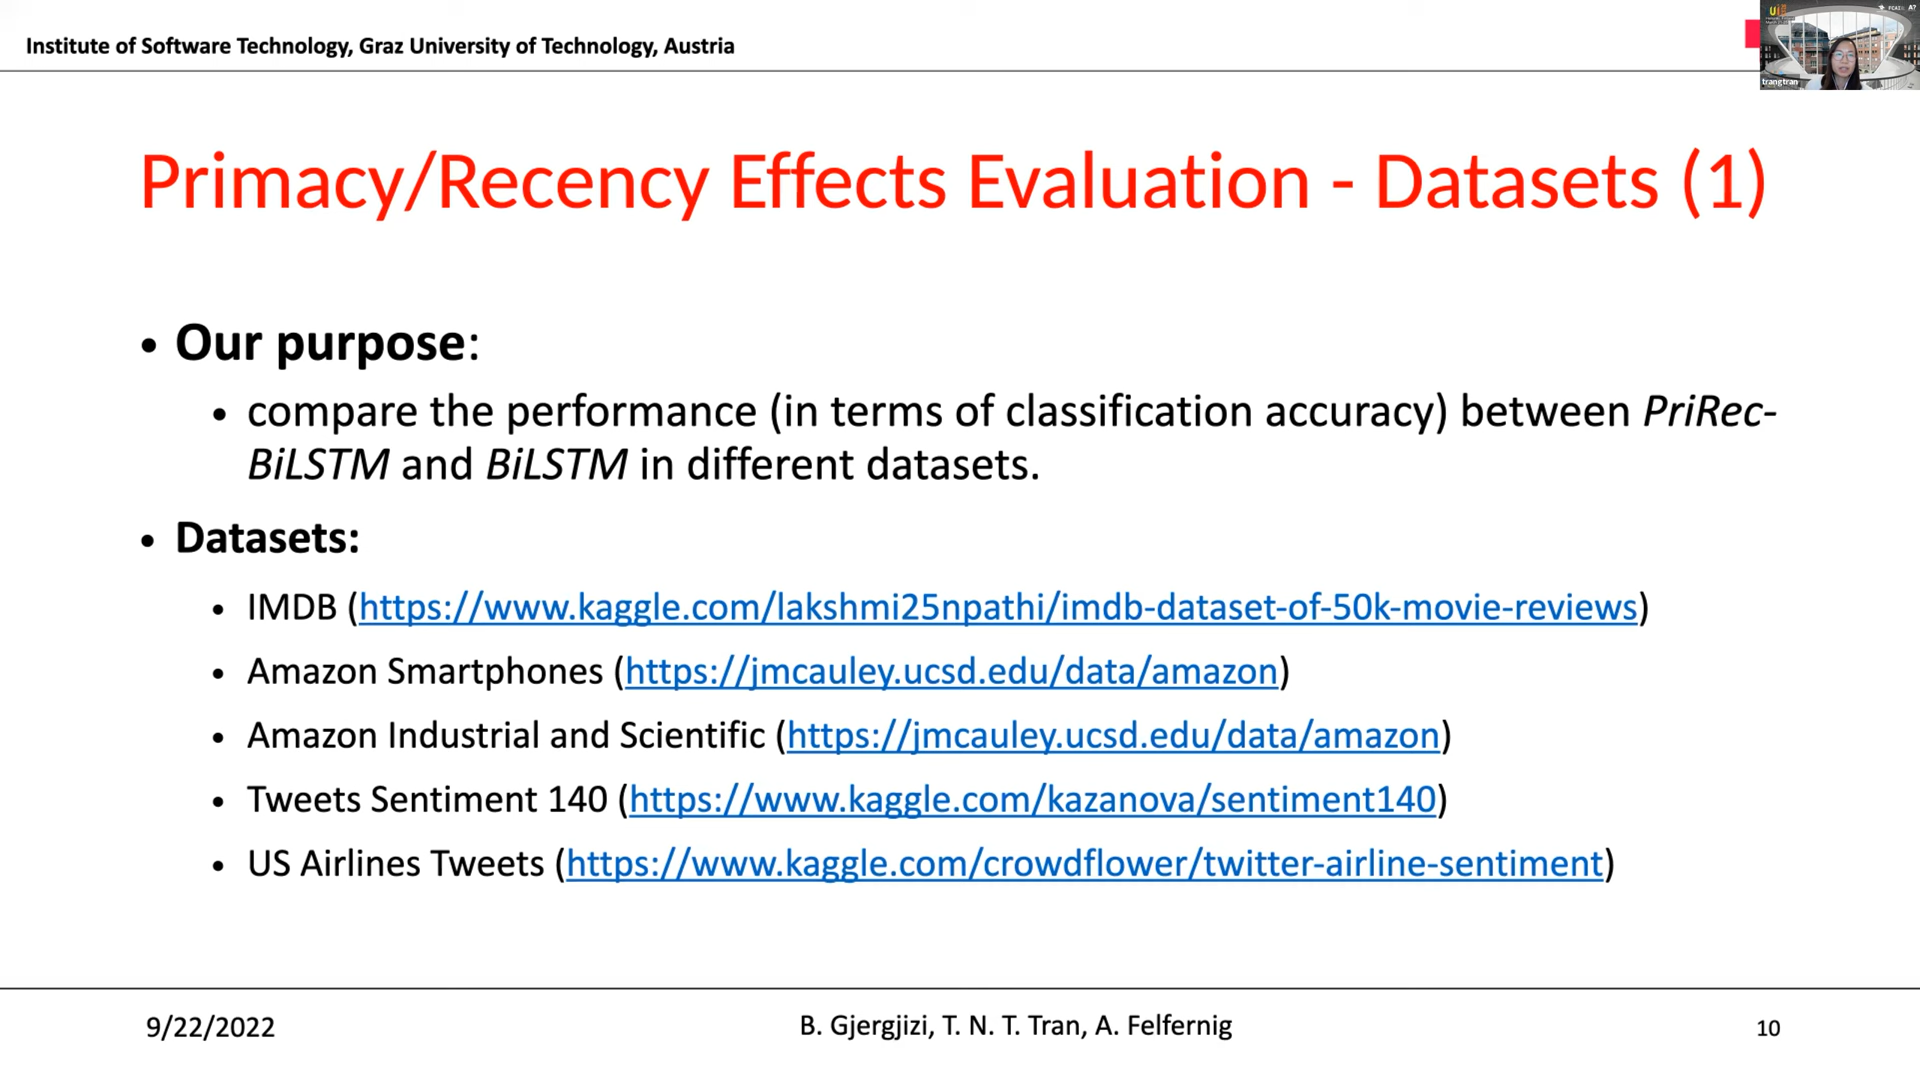 Institute of Software Technology, Graz University of Technology, Austria
trangtran
Primacy/Recency Effects Evaluation - Datasets (1)
• Our purpose:
• compare the performance (in terms of classification accuracy) between PriRec-
BiLSTM and BiLSTM in different datasets.
• Datasets:
• IMDB (https://www.kaggle.com/lakshmi25npathi/imdb-dataset-of-50k-movie-reviews)
• Amazon Smartphones (https://jmcauley.ucsd.edu/data/amazon)
• Amazon Industrial and Scientific (https://jmcauley.ucsd.edu/data/amazon)
• Tweets Sentiment 140 (https://www.kaggle.com/kazanova/sentiment140)
• US Airlines Tweets (https://www.kaggle.com/crowdflower/twitter-airline-sentiment)
9/22/2022
B. Gjergjizi, T. N. T. Tran, A. Felfernig
10